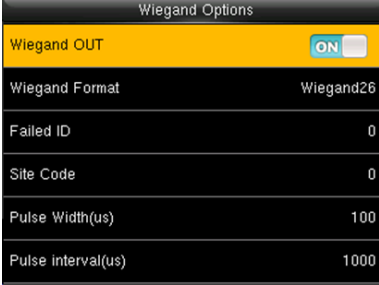 Wiegand Options
Wiegand OUT ON
Wiegand Format Wiegand26
Failed ID 0
Site Code 0
Pulse Width(us) 100
Pulse interval(us) 1000